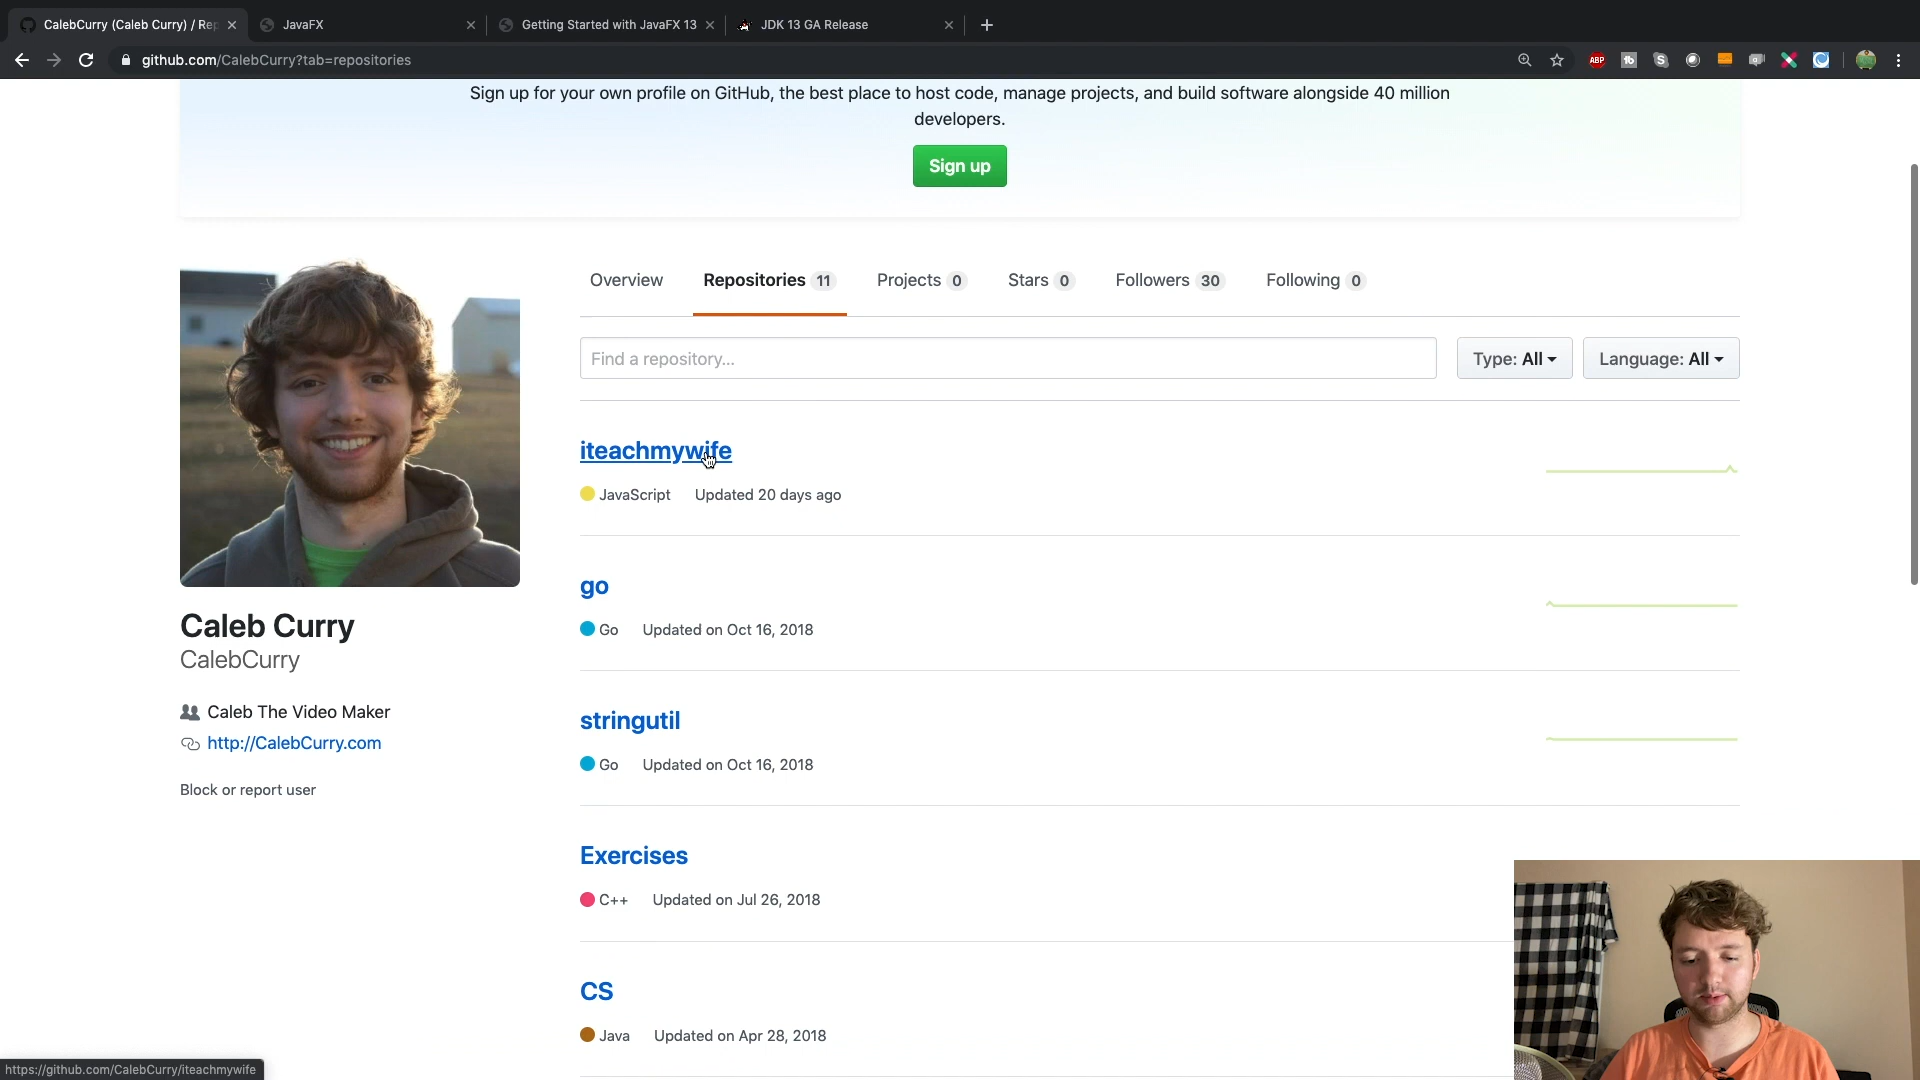 CalebCurry (Caleb Curry) / Rep
JavaFX
Getting Started with JavaFX 13
JDK 13 GA Release
github.com/CalebCurry?tab=repositories
ABP
Sign up for your own profile on GitHub, the best place to host code, manage projects, and build software alongside 40 million
developers.
Sign up
Overview Repositories 11 Projects 0 Stars 0 Followers 30 Following 0
Find a repository...
Type: All
Language: All
iteachmywife
JavaScript Updated 20 days ago
go
Go Updated on Oct 16, 2018
stringutil
Go Updated on Oct 16, 2018
Exercises
C++ Updated on Jul 26, 2018
CS
Java Updated on Apr 28, 2018
Caleb Curry
CalebCurry
Caleb The Video Maker
http://CalebCurry.com
Block or report user
https://github.com/CalebCurry/iteachmywife